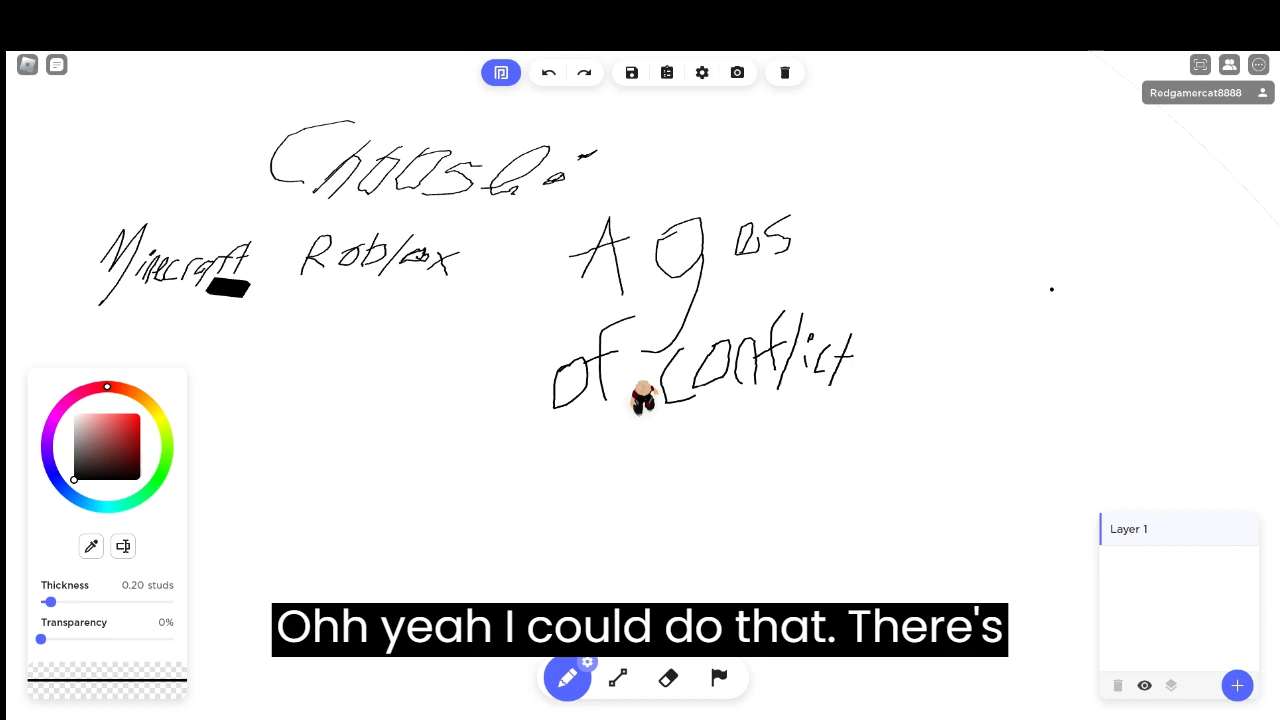 Redgamercat8888
Choose:
Minecraft Roblox Ages
of conflict
Thickness 0.20 studs
Transparency 0%
Layer 1
Ohh yeah I could do that. There's